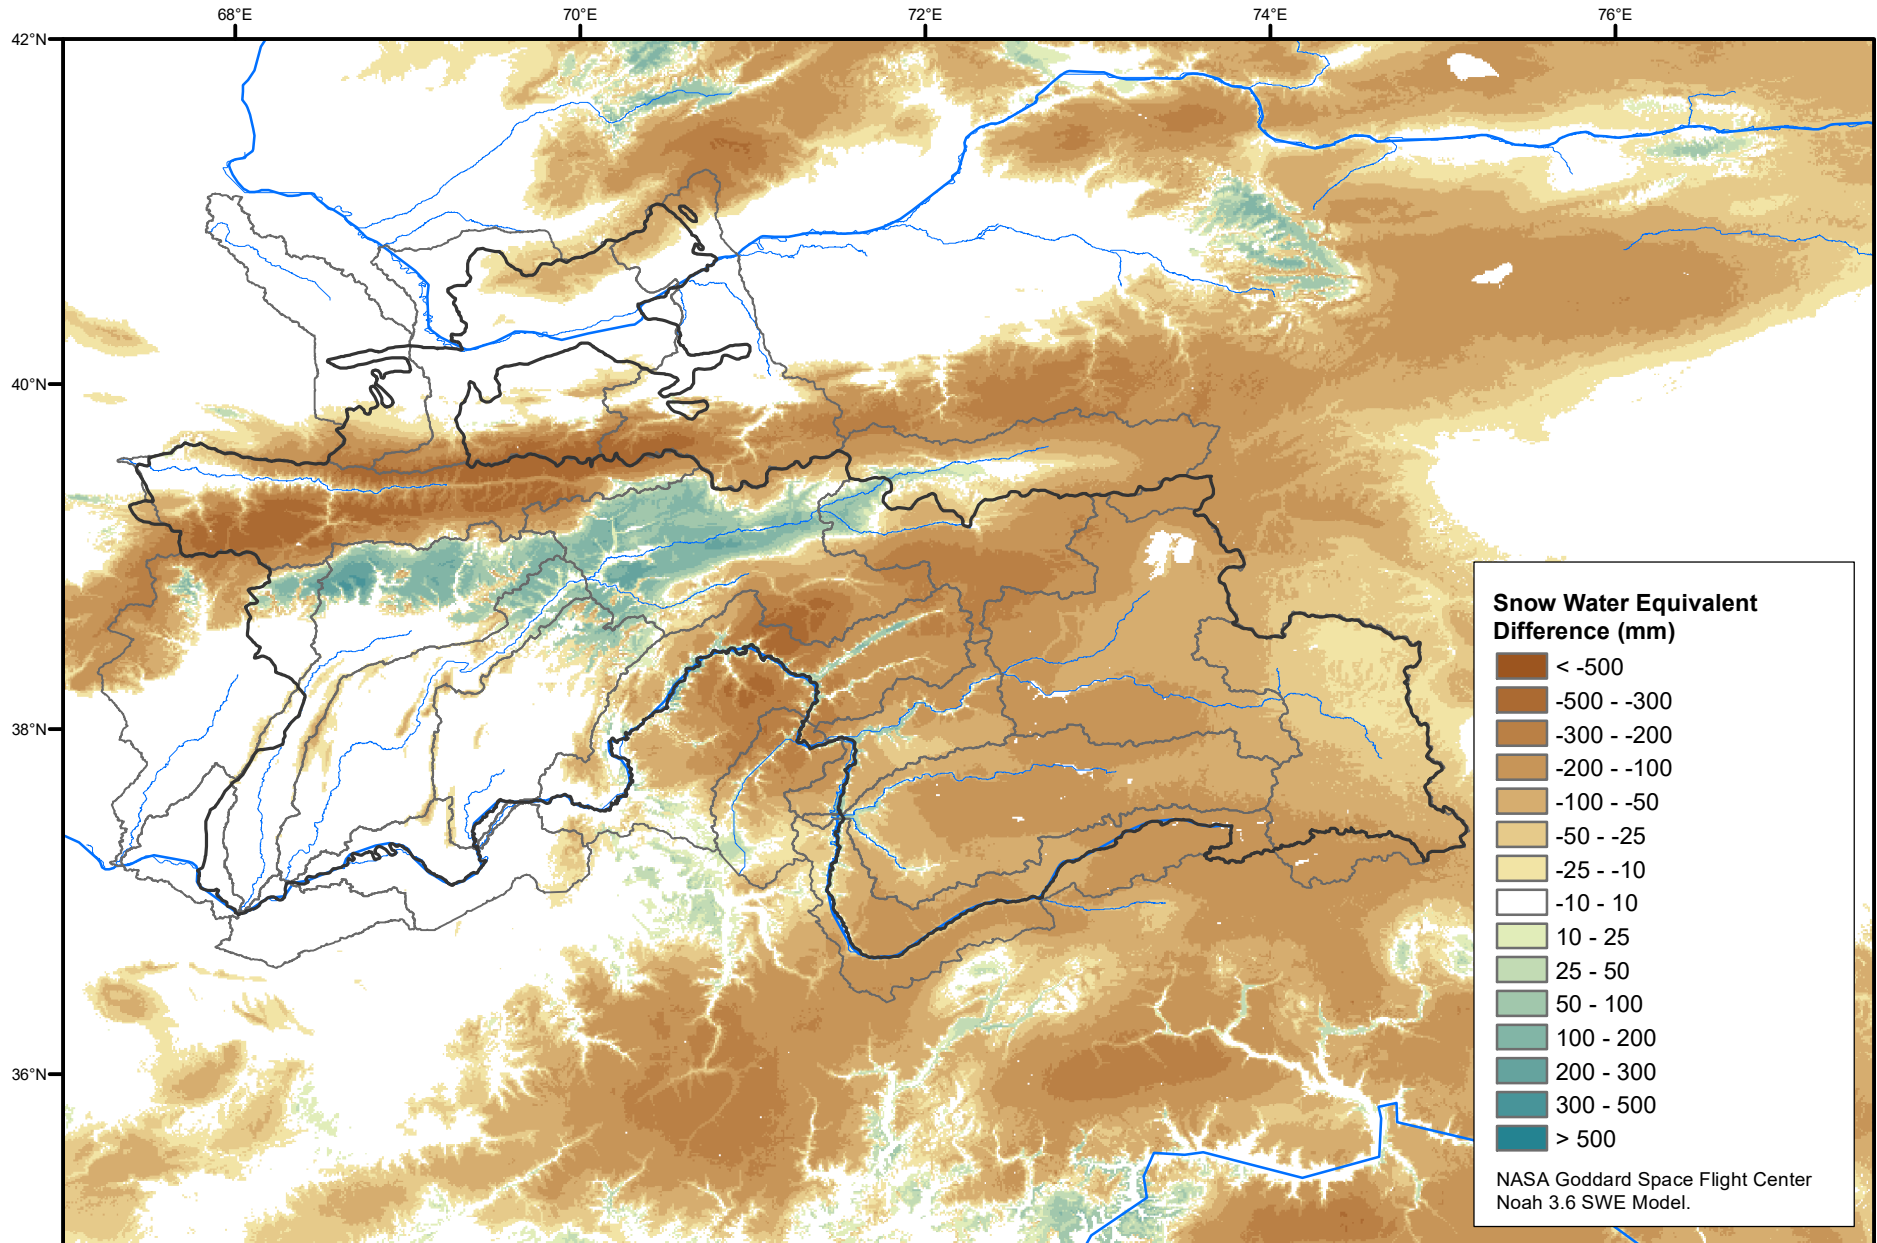 68°E
70°E
72°E
74°E
76°E
42°N
40°N
38°N
36°N
Snow Water Equivalent
Difference (mm)
< -500
-500 - -300
-300 - -200
-200 - -100
-100 - -50
-50 - -25
-25 - -10
-10 - 10
10 - 25
25 - 50
50 - 100
100 - 200
200 - 300
300 - 500
> 500
NASA Goddard Space Flight Center
Noah 3.6 SWE Model.